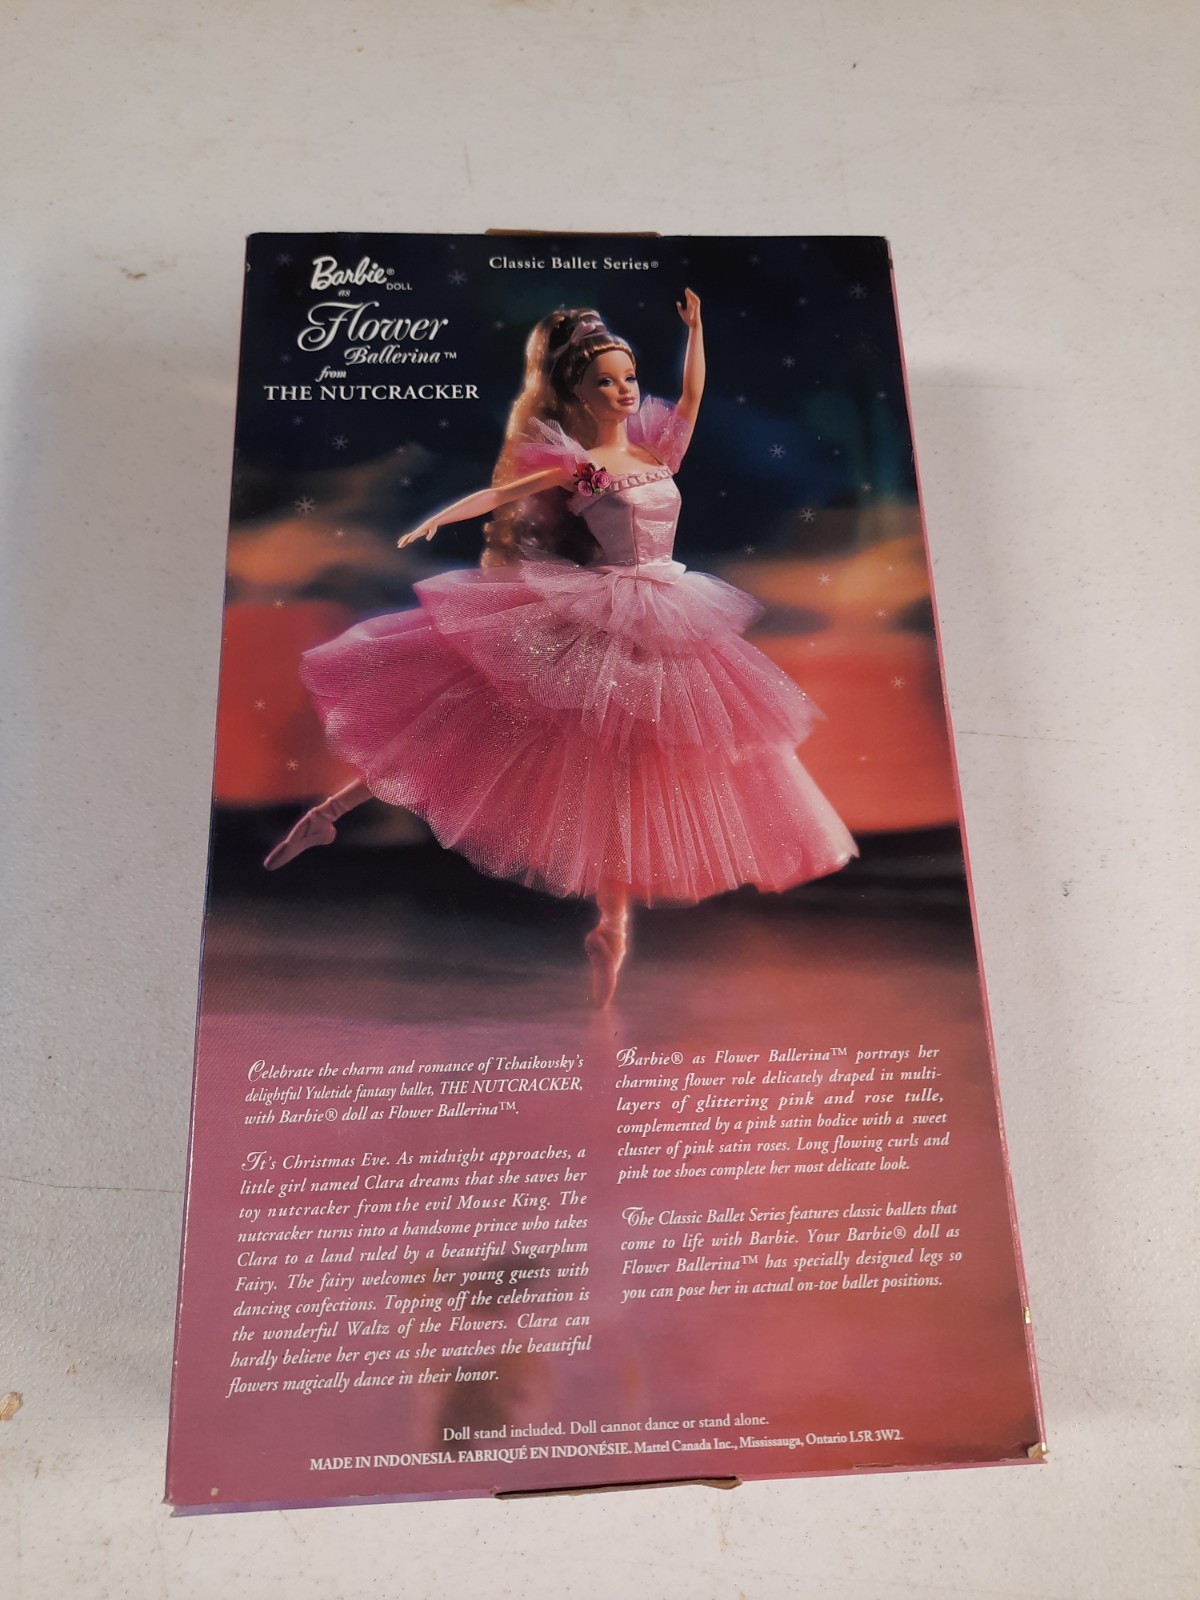 Barbie® DOLL
as
Flower
Ballerina™
from
THE NUTCRACKER
Classic Ballet Series®
Celebrate the charm and romance of Tchaikovsky's
delightful Yuletide fantasy ballet, THE NUTCRACKER,
with Barbie® doll as Flower Ballerina™.
It's Christmas Eve. As midnight approaches, a
little girl named Clara dreams that she saves her
toy nutcracker from the evil Mouse King. The
nutcracker turns into a handsome prince who takes
Clara to a land ruled by a beautiful Sugarplum
Fairy. The fairy welcomes her young guests with
dancing confections. Topping off the celebration is
the wonderful Waltz of the Flowers. Clara can
hardly believe her eyes as she watches the beautiful
flowers magically dance in their honor.
Barbie® as Flower Ballerina™ portrays her
charming flower role delicately draped in multi-
layers of glittering pink and rose tulle,
complemented by a pink satin bodice with a sweet
cluster of pink satin roses. Long flowing curls and
pink toe shoes complete her most delicate look.
The Classic Ballet Series features classic ballets that
come to life with Barbie. Your Barbie® doll as
Flower Ballerina™ has specially designed legs so
you can pose her in actual on-toe ballet positions.
Doll stand included. Doll cannot dance or stand alone.
MADE IN INDONESIA. FABRIQUÉ EN INDONÉSIE. Mattel Canada Inc., Mississauga, Ontario L5R 3W2.